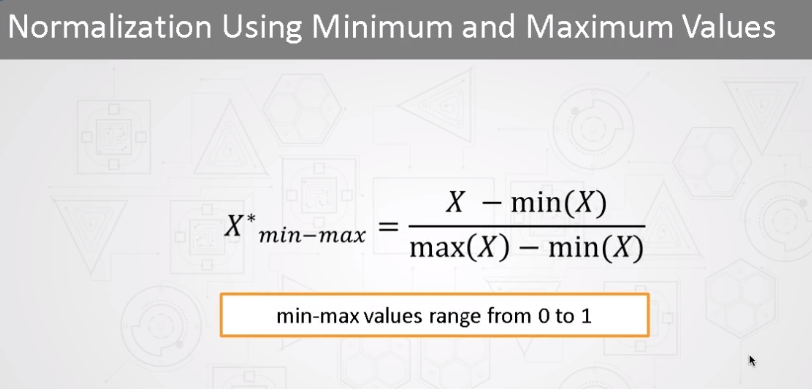 Normalization Using Minimum and Maximum Values
X*min−max = X − min(X) / max(X) − min(X)
min-max values range from 0 to 1